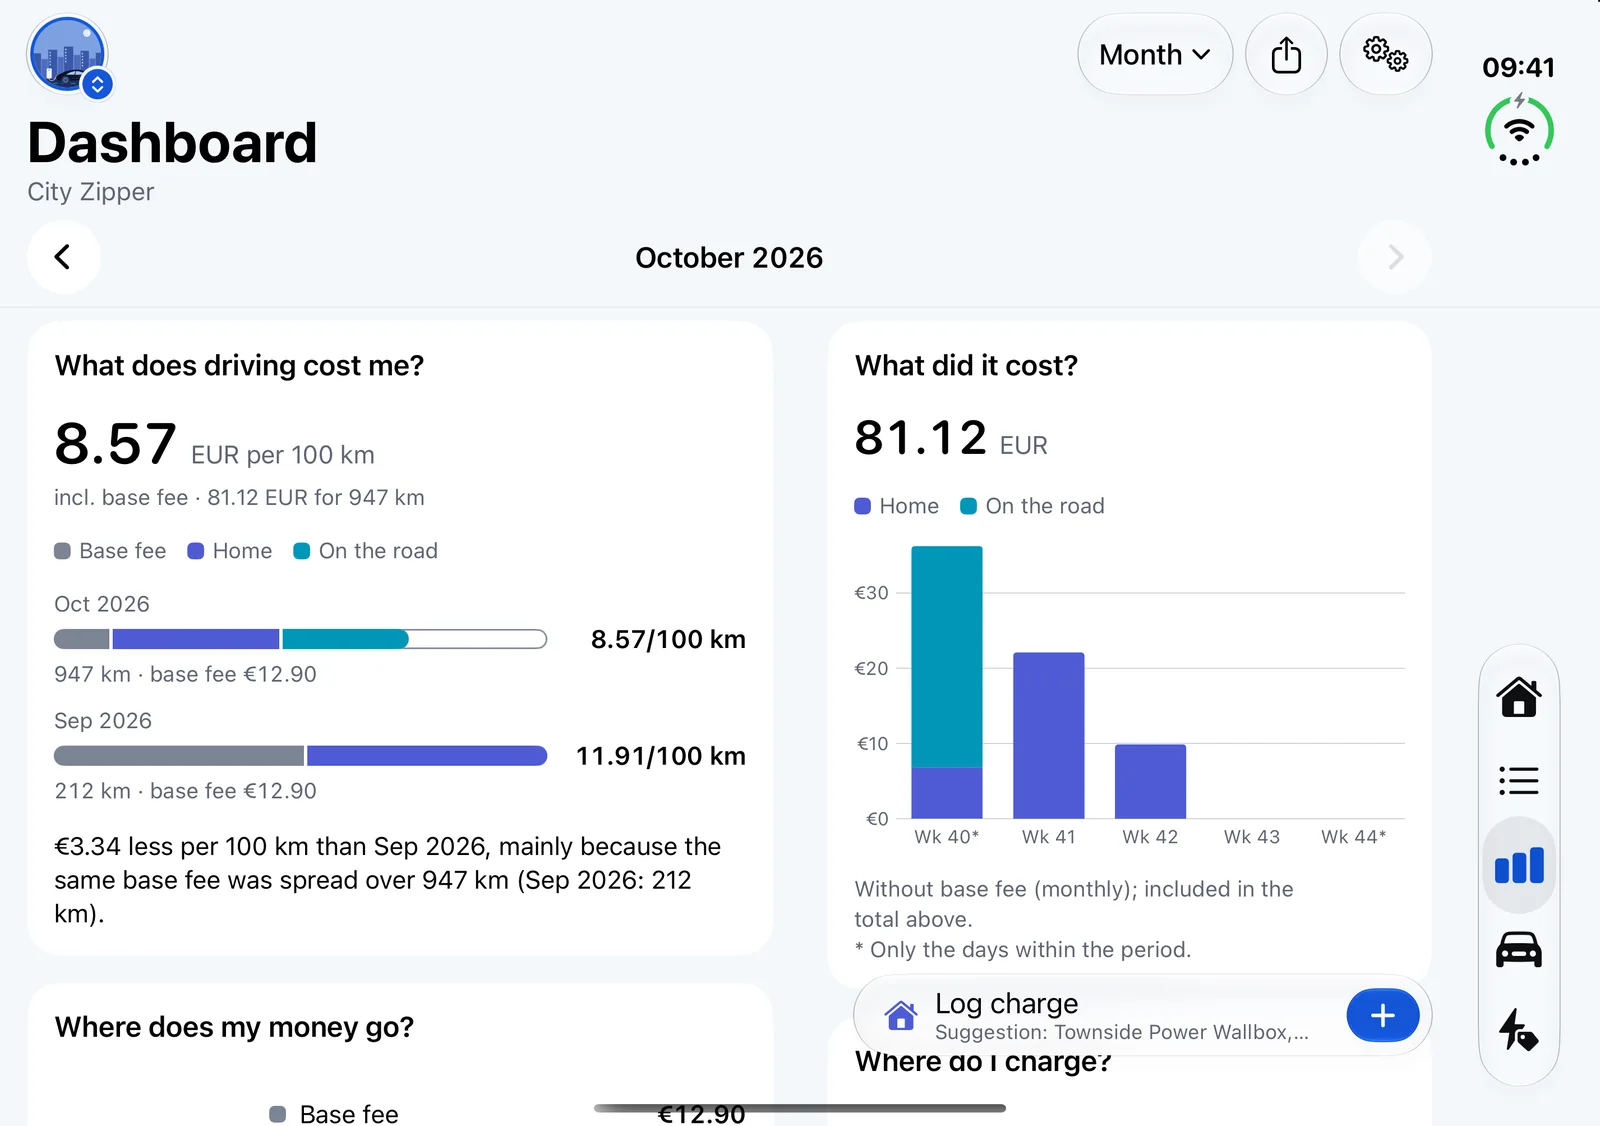 Month
09:41
Dashboard
City Zipper
October 2026
What does driving cost me?
8.57 EUR per 100 km
incl. base fee · 81.12 EUR for 947 km
Base fee
Home
On the road
Oct 2026
8.57/100 km
947 km · base fee €12.90
Sep 2026
11.91/100 km
212 km · base fee €12.90
€3.34 less per 100 km than Sep 2026, mainly because the
same base fee was spread over 947 km (Sep 2026: 212
km).
What did it cost?
81.12 EUR
Home
On the road
€30
€20
€10
€0
Wk 40*
Wk 41
Wk 42
Wk 43
Wk 44*
Without base fee (monthly); included in the
total above.
* Only the days within the period.
Log charge
Suggestion: Townside Power Wallbox,...
Where does my money go?
Base fee
€12.90
Where do I charge?